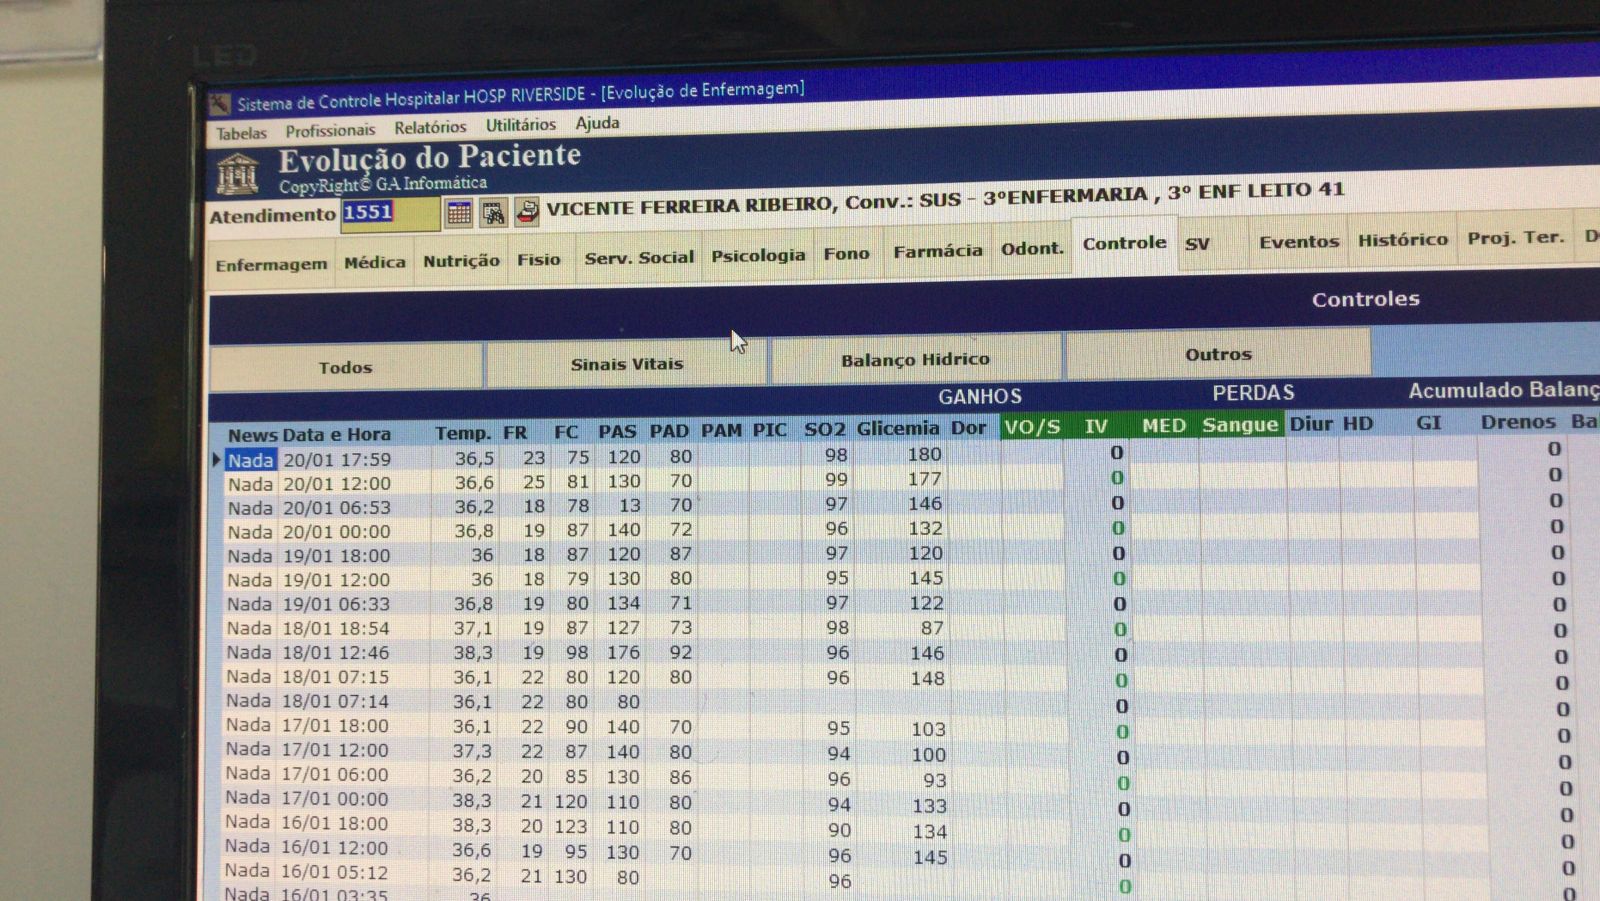 LED
Sistema de Controle Hospitalar HOSP RIVERSIDE - [Evolução de Enfermagem]
Tabelas Profissionais Relatórios Utilitários Ajuda
Evolução do Paciente
CopyRight© GA Informática
Atendimento 1551 VICENTE FERREIRA RIBEIRO, Conv.: SUS - 3ºENFERMARIA , 3º ENF LEITO 41
Enfermagem Médica Nutrição Fisio Serv. Social Psicologia Fono Farmácia Odont. Controle SV Eventos Histórico Proj. Ter. D
Controles
Todos Sinais Vitais Balanço Hidrico Outros
GANHOS PERDAS Acumulado Balanç
News Data e Hora Temp. FR FC PAS PAD PAM PIC SO2 Glicemia Dor VO/S IV MED Sangue Diur HD GI Drenos Ba
Nada 20/01 17:59 36,5 23 75 120 80 98 180 0 0
Nada 20/01 12:00 36,6 25 81 130 70 99 177 0 0
Nada 20/01 06:53 36,2 18 78 13 70 97 146 0 0
Nada 20/01 00:00 36,8 19 87 140 72 96 132 0 0
Nada 19/01 18:00 36 18 87 120 87 97 120 0 0
Nada 19/01 12:00 36 18 79 130 80 95 145 0 0
Nada 19/01 06:33 36,8 19 80 134 71 97 122 0 0
Nada 18/01 18:54 37,1 19 87 127 73 98 87 0 0
Nada 18/01 12:46 38,3 19 98 176 92 96 146 0 0
Nada 18/01 07:15 36,1 22 80 120 80 96 148 0 0
Nada 18/01 07:14 36,1 22 80 80 0 0
Nada 17/01 18:00 36,1 22 90 140 70 95 103 0 0
Nada 17/01 12:00 37,3 22 87 140 80 94 100 0 0
Nada 17/01 06:00 36,2 20 85 130 86 96 93 0 0
Nada 17/01 00:00 38,3 21 120 110 80 94 133 0 0
Nada 16/01 18:00 38,3 20 123 110 80 90 134 0 0
Nada 16/01 12:00 36,6 19 95 130 70 96 145 0 0
Nada 16/01 05:12 36,2 21 130 80 96 0 0
Nada 16/01 03:35 36